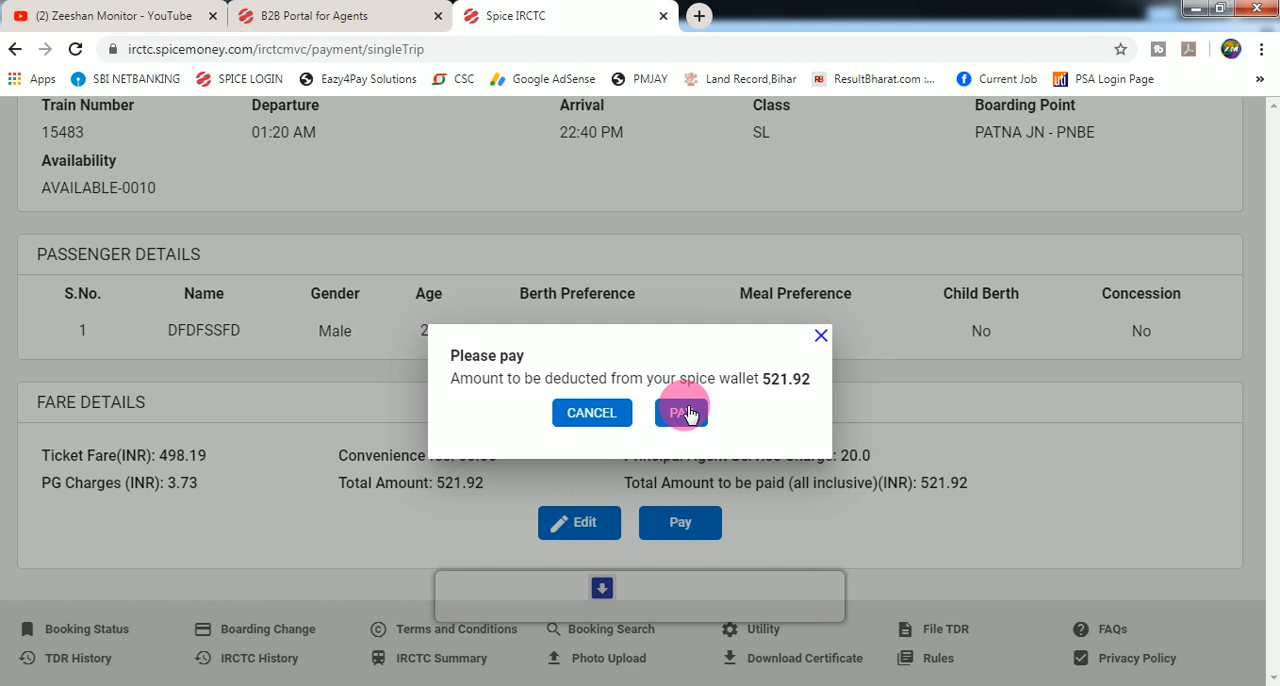 (2) Zeeshan Monitor - YouTube
B2B Portal for Agents
Spice IRCTC
irctc.spicemoney.com/irctcmvc/payment/singleTrip
Apps SBI NETBANKING SPICE LOGIN Eazy4Pay Solutions CSC Google AdSense PMJAY Land Record,Bihar ResultBharat.com :... Current Job PSA Login Page »
Train Number Departure Arrival Class Boarding Point
15483 01:20 AM 22:40 PM SL PATNA JN - PNBE
Availability
AVAILABLE-0010
PASSENGER DETAILS
S.No. Name Gender Age Berth Preference Meal Preference Child Berth Concession
1 DFDFSSFD Male No No
Please pay
Amount to be deducted from your spice wallet 521.92
CANCEL
FARE DETAILS
Ticket Fare(INR): 498.19 Convenience 20.0
PG Charges (INR): 3.73 Total Amount: 521.92 Total Amount to be paid (all inclusive)(INR): 521.92
Edit Pay
Booking Status Boarding Change Terms and Conditions Booking Search Utility File TDR FAQs
TDR History IRCTC History IRCTC Summary Photo Upload Download Certificate Rules Privacy Policy